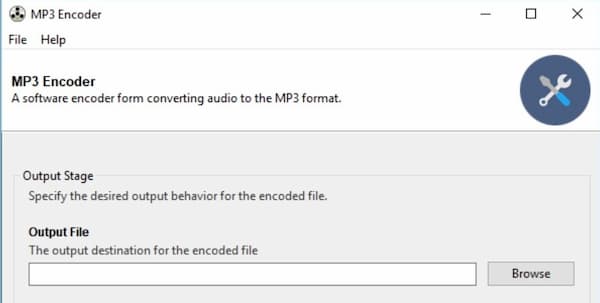 MP3 Encoder
File Help
MP3 Encoder
A software encoder form converting audio to the MP3 format.
Output Stage
Specify the desired output behavior for the encoded file.
Output File
The output destination for the encoded file
Browse